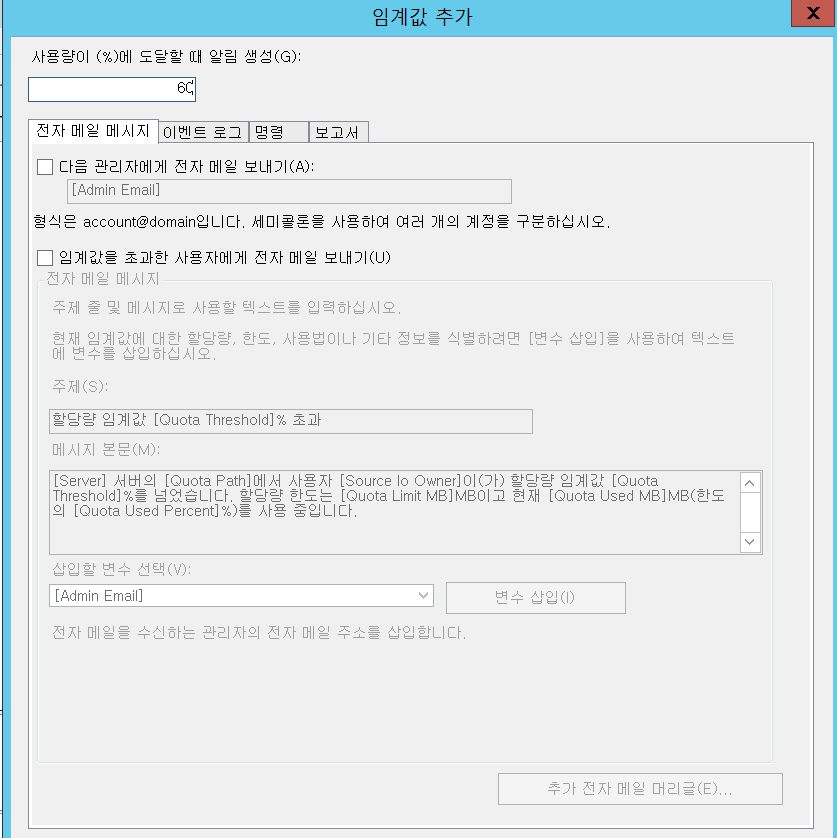 임계값 추가
x
사용량이 (%)에 도달할 때 알림 생성(G):
60
전자 메일 메시지 이벤트 로그 명령 보고서
다음 관리자에게 전자 메일 보내기(A):
[Admin Email]
형식은 account@domain입니다. 세미콜론을 사용하여 여러 개의 계정을 구분하십시오.
임계값을 초과한 사용자에게 전자 메일 보내기(U)
전자 메일 메시지
주제 줄 및 메시지로 사용할 텍스트를 입력하십시오.
현재 임계값에 대한 할당량, 한도, 사용법이나 기타 정보를 식별하려면 [변수 삽입]을 사용하여 텍스트
에 변수를 삽입하십시오.
주제(S):
할당량 임계값 [Quota Threshold]% 초과
메시지 본문(M):
[Server] 서버의 [Quota Path]에서 사용자 [Source Io Owner]이(가) 할당량 임계값 [Quota
Threshold]%를 넘었습니다. 할당량 한도는 [Quota Limit MB]MB이고 현재 [Quota Used MB]MB(한도
의 [Quota Used Percent]%)를 사용 중입니다.
삽입할 변수 선택(V):
[Admin Email] 변수 삽입(I)
전자 메일을 수신하는 관리자의 전자 메일 주소를 삽입합니다.
추가 전자 메일 머리글(E)...